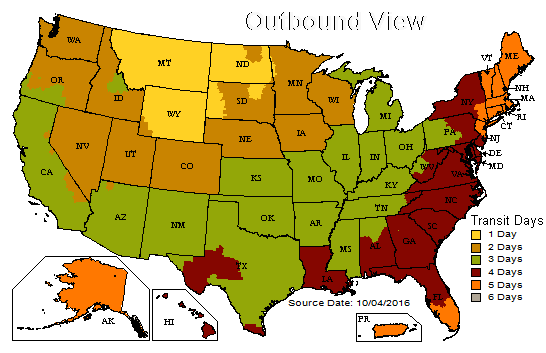 Outbound View
WA
MT
ND
MN
VT
ME
OR
ID
SD
WI
NH
MA
WY
NY
RI
CT
MI
NV
UT
CO
NE
IA
PA
NJ
DE
MD
CA
IL
IN
OH
WV
VA
KS
MO
KY
NC
AZ
NM
OK
AR
TN
SC
MS
AL
GA
TX
LA
FL
AK
HI
PR
Transit Days
1 Day
2 Days
3 Days
4 Days
5 Days
6 Days
Source Date: 10/04/2016